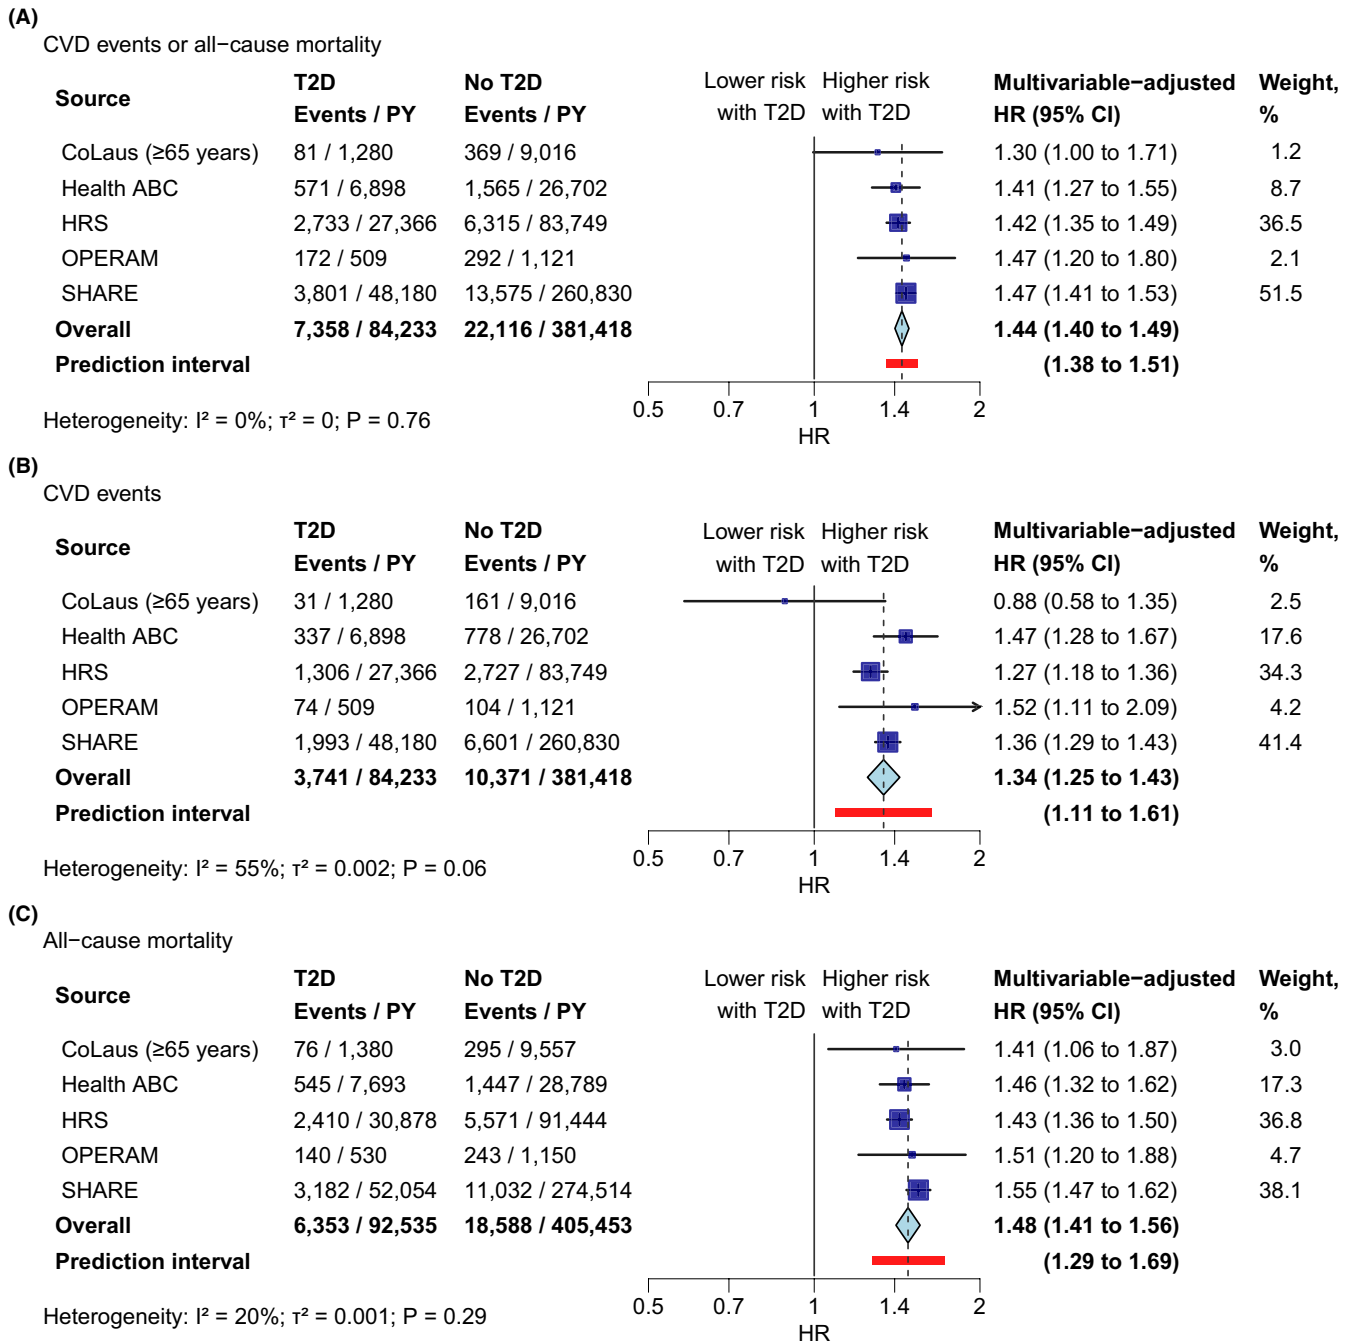 (A)
CVD events or all−cause mortality
Source T2D No T2D Lower risk Higher risk Multivariable−adjusted Weight,
Events / PY Events / PY with T2D with T2D HR (95% CI) %
CoLaus (≥65 years) 81 / 1,280 369 / 9,016 1.30 (1.00 to 1.71) 1.2
Health ABC 571 / 6,898 1,565 / 26,702 1.41 (1.27 to 1.55) 8.7
HRS 2,733 / 27,366 6,315 / 83,749 1.42 (1.35 to 1.49) 36.5
OPERAM 172 / 509 292 / 1,121 1.47 (1.20 to 1.80) 2.1
SHARE 3,801 / 48,180 13,575 / 260,830 1.47 (1.41 to 1.53) 51.5
Overall 7,358 / 84,233 22,116 / 381,418 1.44 (1.40 to 1.49)
Prediction interval (1.38 to 1.51)
0.5 0.7 1 1.4 2
Heterogeneity: I² = 0%; τ² = 0; P = 0.76
HR
(B)
CVD events
Source T2D No T2D Lower risk Higher risk Multivariable−adjusted Weight,
Events / PY Events / PY with T2D with T2D HR (95% CI) %
CoLaus (≥65 years) 31 / 1,280 161 / 9,016 0.88 (0.58 to 1.35) 2.5
Health ABC 337 / 6,898 778 / 26,702 1.47 (1.28 to 1.67) 17.6
HRS 1,306 / 27,366 2,727 / 83,749 1.27 (1.18 to 1.36) 34.3
OPERAM 74 / 509 104 / 1,121 1.52 (1.11 to 2.09) 4.2
SHARE 1,993 / 48,180 6,601 / 260,830 1.36 (1.29 to 1.43) 41.4
Overall 3,741 / 84,233 10,371 / 381,418 1.34 (1.25 to 1.43)
Prediction interval (1.11 to 1.61)
0.5 0.7 1 1.4 2
Heterogeneity: I² = 55%; τ² = 0.002; P = 0.06
HR
(C)
All−cause mortality
Source T2D No T2D Lower risk Higher risk Multivariable−adjusted Weight,
Events / PY Events / PY with T2D with T2D HR (95% CI) %
CoLaus (≥65 years) 76 / 1,380 295 / 9,557 1.41 (1.06 to 1.87) 3.0
Health ABC 545 / 7,693 1,447 / 28,789 1.46 (1.32 to 1.62) 17.3
HRS 2,410 / 30,878 5,571 / 91,444 1.43 (1.36 to 1.50) 36.8
OPERAM 140 / 530 243 / 1,150 1.51 (1.20 to 1.88) 4.7
SHARE 3,182 / 52,054 11,032 / 274,514 1.55 (1.47 to 1.62) 38.1
Overall 6,353 / 92,535 18,588 / 405,453 1.48 (1.41 to 1.56)
Prediction interval (1.29 to 1.69)
0.5 0.7 1 1.4 2
Heterogeneity: I² = 20%; τ² = 0.001; P = 0.29
HR